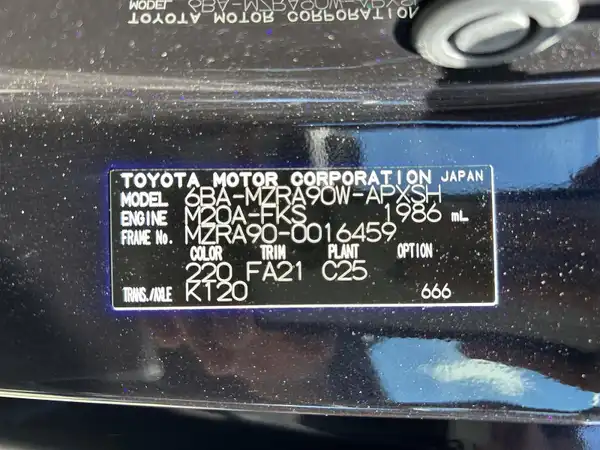 TOYOTA MOTOR CORPORATION JAPAN
MODEL 6BA-MZRA90W-APXSH
ENGINE M20A-FKS 1986 mL
FRAME No. MZRA90-0016459
COLOR TRIM PLANT OPTION
220 FA21 C25
TRANS./AXLE K120 666